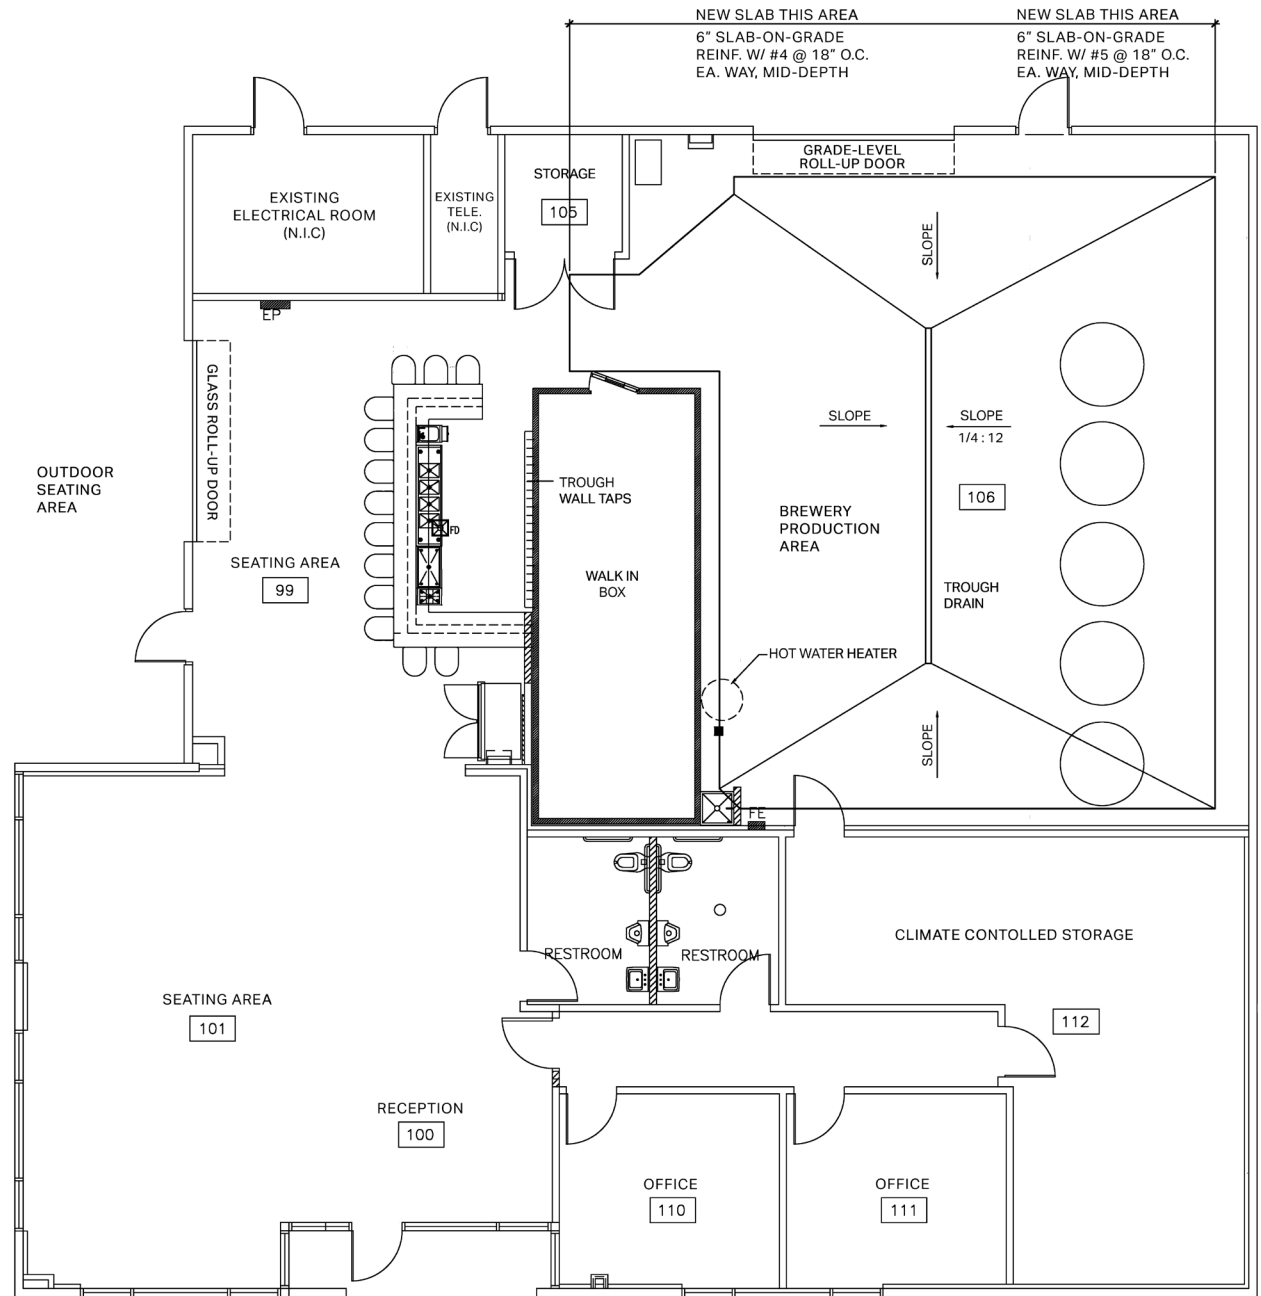 NEW SLAB THIS AREA
6" SLAB-ON-GRADE
REINF. W/ #4 @ 18" O.C.
EA. WAY, MID-DEPTH
NEW SLAB THIS AREA
6" SLAB-ON-GRADE
REINF. W/ #5 @ 18" O.C.
EA. WAY, MID-DEPTH
GRADE-LEVEL
ROLL-UP DOOR
EXISTING
ELECTRICAL ROOM
(N.I.C)
EXISTING
TELE.
(N.I.C)
STORAGE
105
SLOPE
EP
GLASS ROLL-UP DOOR
OUTDOOR
SEATING
AREA
SEATING AREA
99
FD
TROUGH
WALL TAPS
WALK IN
BOX
SLOPE
SLOPE
1/4 : 12
106
BREWERY
PRODUCTION
AREA
TROUGH
DRAIN
HOT WATER HEATER
SLOPE
FE
RESTROOM
RESTROOM
CLIMATE CONTOLLED STORAGE
112
SEATING AREA
101
RECEPTION
100
OFFICE
110
OFFICE
111